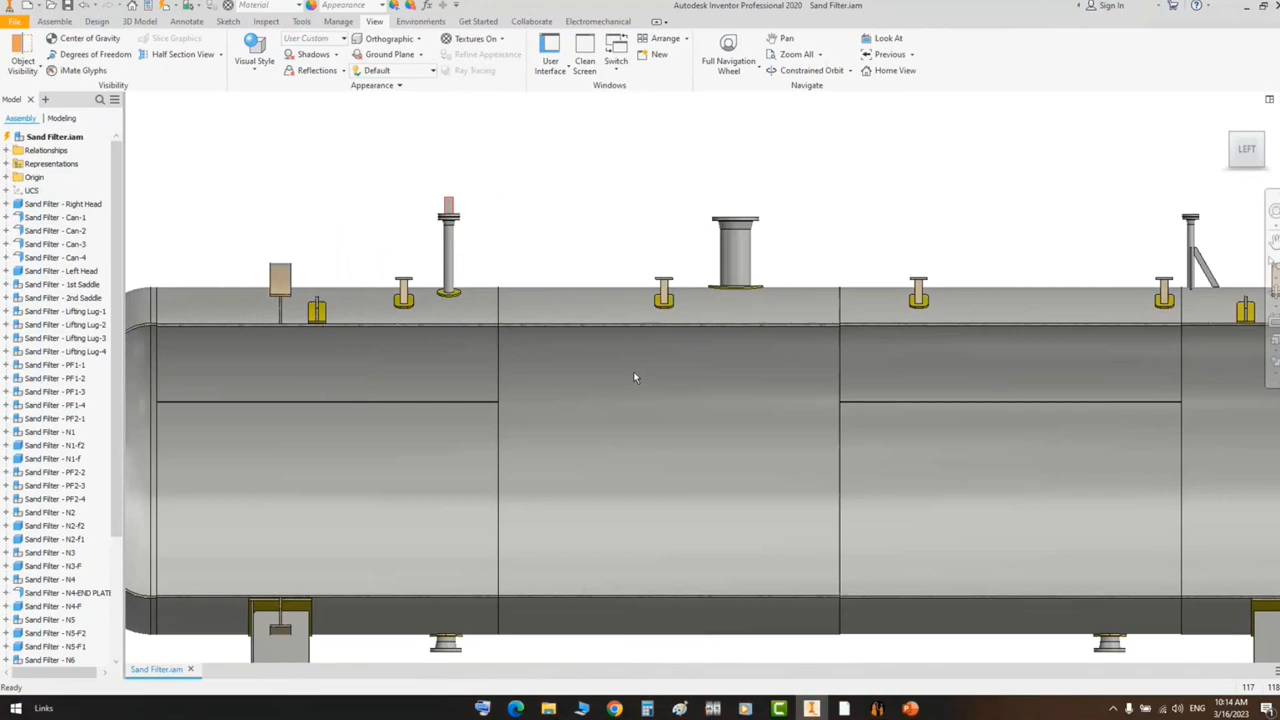 Material
Appearance
Autodesk Inventor Professional 2020 Sand Filter.iam
Sign In
File Assemble Design 3D Model Sketch Annotate Inspect Tools Manage View Environments Get Started Collaborate Electromechanical
Object Visibility
Center of Gravity
Degrees of Freedom
iMate Glyphs
Slice Graphics
Half Section View
Visibility
Visual Style
User Custom
Shadows
Reflections
Orthographic
Ground Plane
Default
Textures On
Refine Appearance
Ray Tracing
Appearance
User Interface
Clean Screen
Switch
Arrange
New
Windows
Full Navigation Wheel
Pan
Zoom All
Constrained Orbit
Look At
Previous
Home View
Navigate
Model
Assembly Modeling
LEFT
Sand Filter.iam
Relationships
Representations
Origin
UCS
Sand Filter - Right Head
Sand Filter - Can-1
Sand Filter - Can-2
Sand Filter - Can-3
Sand Filter - Can-4
Sand Filter - Left Head
Sand Filter - 1st Saddle
Sand Filter - 2nd Saddle
Sand Filter - Lifting Lug-1
Sand Filter - Lifting Lug-2
Sand Filter - Lifting Lug-3
Sand Filter - Lifting Lug-4
Sand Filter - PF1-1
Sand Filter - PF1-2
Sand Filter - PF1-3
Sand Filter - PF1-4
Sand Filter - PF2-1
Sand Filter - N1
Sand Filter - N1-f2
Sand Filter - N1-f
Sand Filter - PF2-2
Sand Filter - PF2-3
Sand Filter - PF2-4
Sand Filter - N2
Sand Filter - N2-f2
Sand Filter - N2-f1
Sand Filter - N3
Sand Filter - N3-F
Sand Filter - N4
Sand Filter - N4-END PLATE
Sand Filter - N4-F
Sand Filter - N5
Sand Filter - N5-F2
Sand Filter - N5-F1
Sand Filter - N6
Sand Filter.iam
Ready
117 118
Links
10:14 AM
3/16/2023